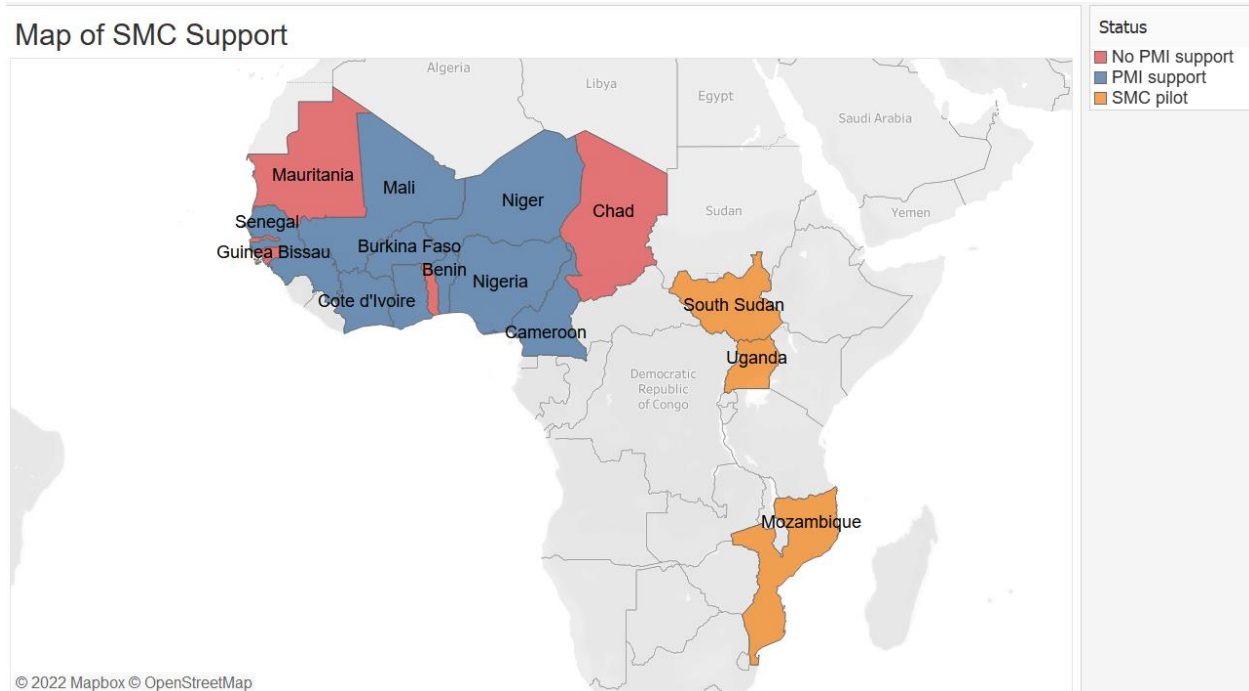 Map of SMC Support
Status
No PMI support
PMI support
SMC pilot
Algeria
Libya
Egypt
Saudi Arabia
Mauritania
Mali
Niger
Chad
Sudan
Yemen
Senegal
Guinea Bissau
Burkina Faso
Benin
Nigeria
Cote d'Ivoire
Cameroon
South Sudan
Uganda
Democratic
Republic
of Congo
Mozambique
© 2022 Mapbox © OpenStreetMap